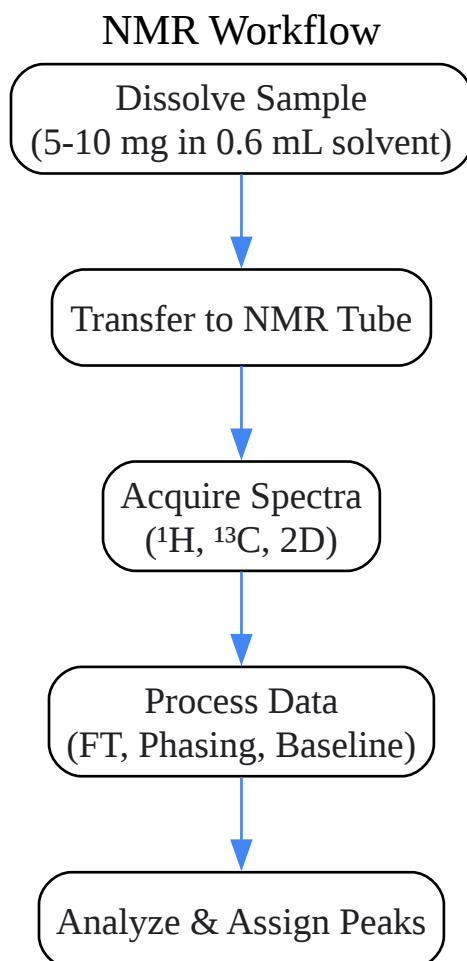 NMR Workflow
Dissolve Sample
(5-10 mg in 0.6 mL solvent)
Transfer to NMR Tube
Acquire Spectra
(¹H, ¹³C, 2D)
Process Data
(FT, Phasing, Baseline)
Analyze & Assign Peaks